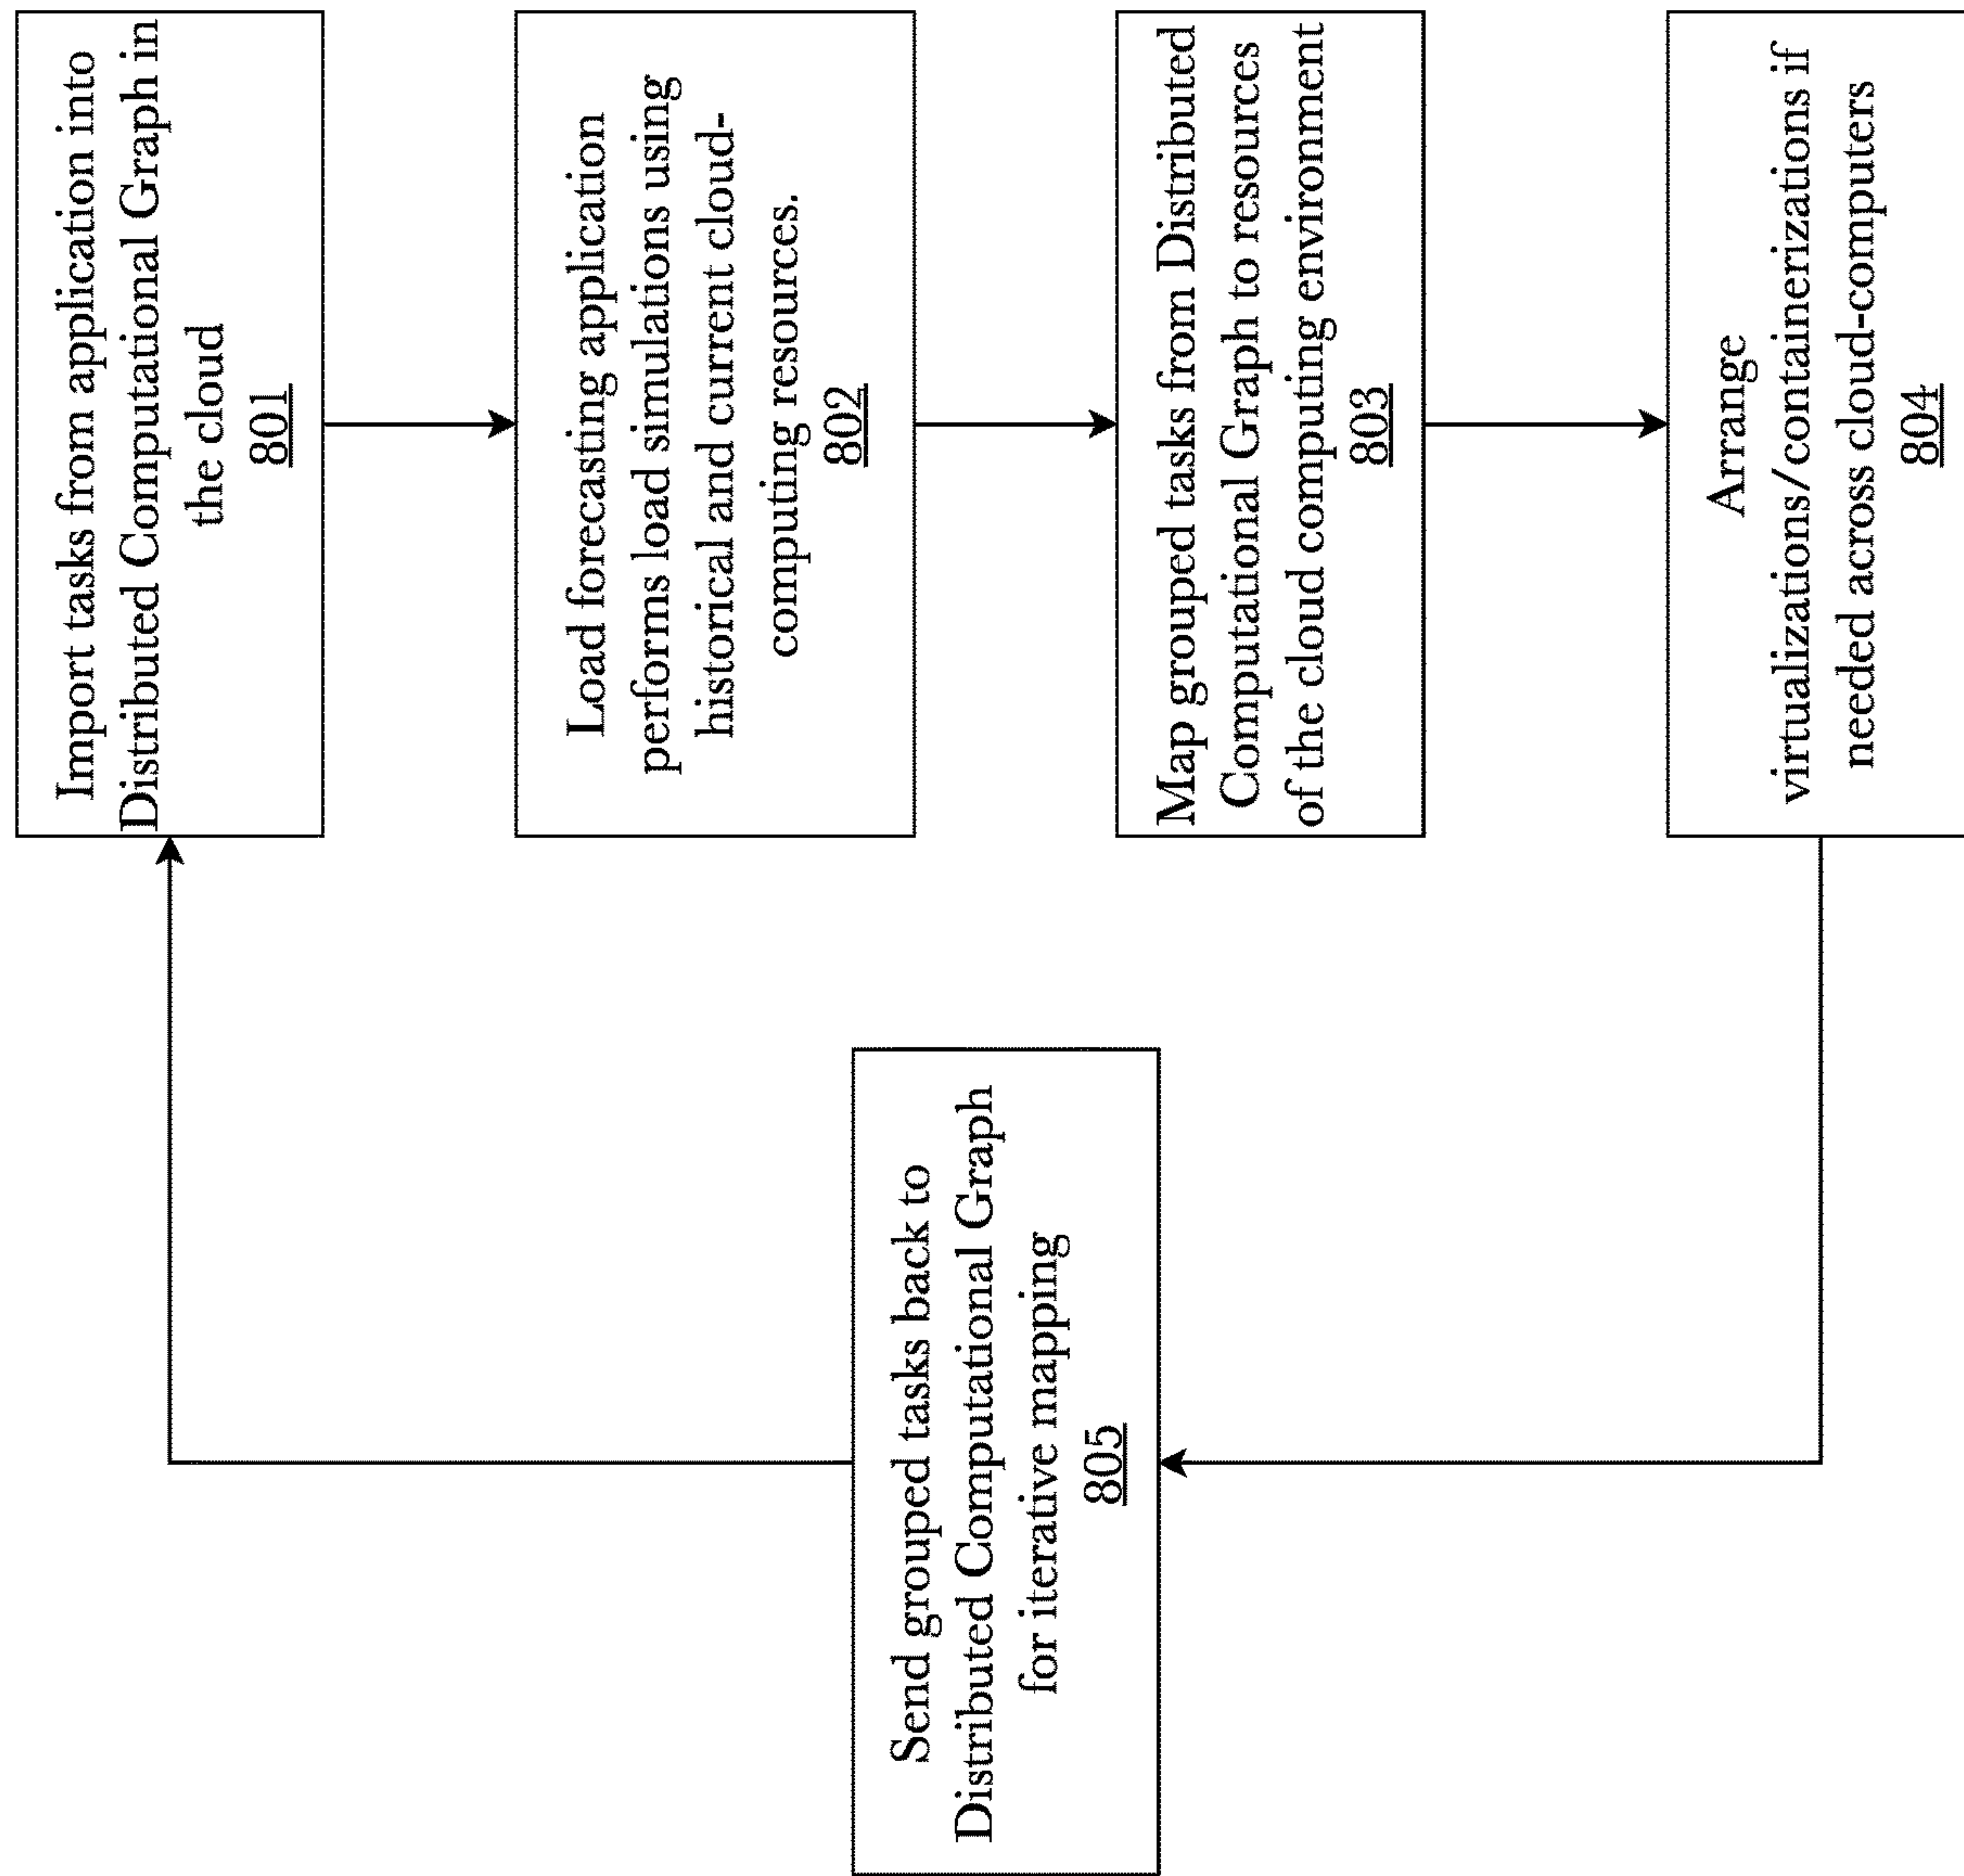 Import tasks from application into
Distributed Computational Graph in
the cloud
801
Load forecasting application
performs load simulations using
historical and current cloud-
computing resources.
802
Map grouped tasks from Distributed
Computational Graph to resources
of the cloud computing environment
803
Arrange
virtualizations/containerizations if
needed across cloud-computers
804
Send grouped tasks back to
Distributed Computational Graph
for iterative mapping
805